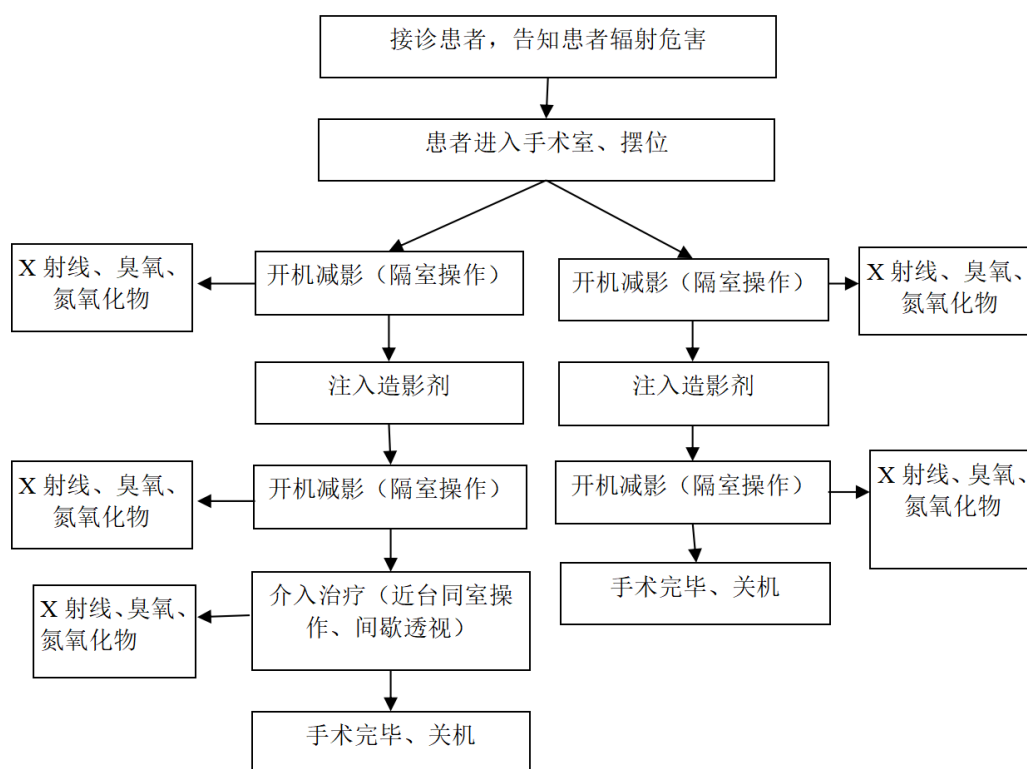 接诊患者，告知患者辐射危害
患者进入手术室、摆位
X 射线、臭氧、
氮氧化物
开机减影（隔室操作）
开机减影（隔室操作）
X 射线、臭氧、
氮氧化物
注入造影剂
注入造影剂
X 射线、臭氧、
氮氧化物
开机减影（隔室操作）
开机减影（隔室操作）
X 射线、臭氧、
氮氧化物
X 射线、臭氧、
氮氧化物
介入治疗（近台同室操
作、间歇透视）
手术完毕、关机
手术完毕、关机